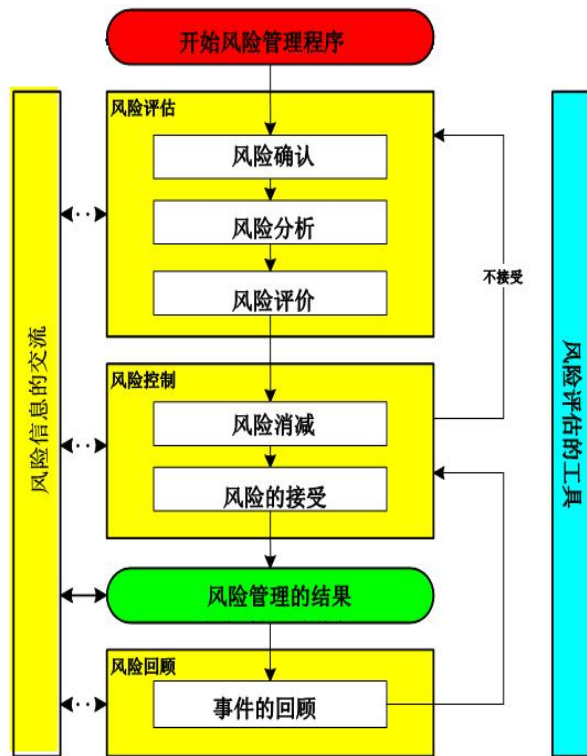 开始风险管理程序
风险评估
风险确认
风险分析
风险评价
不接受
风险控制
风险消减
风险的接受
风险管理的结果
风险回顾
事件的回顾
风险信息的交流
风险评估的工具